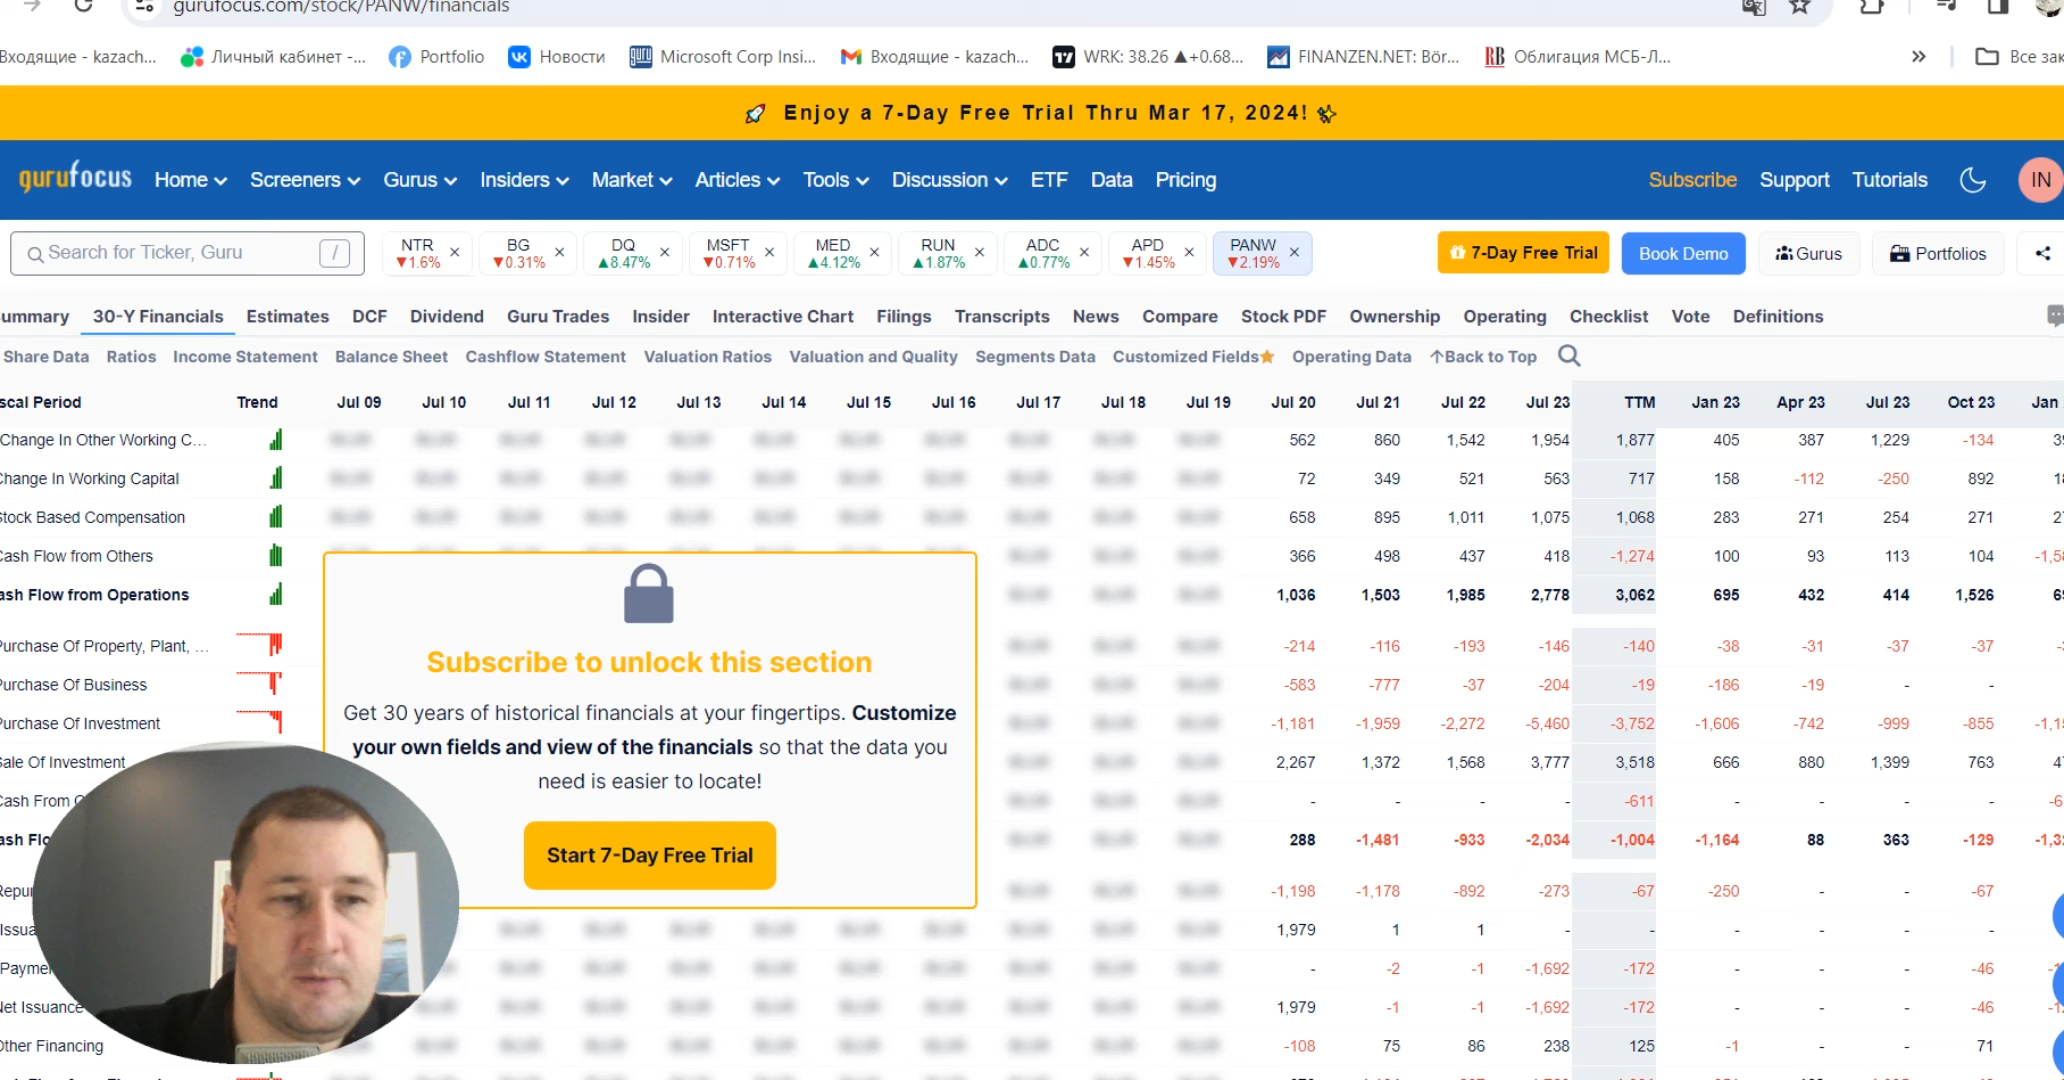 gurufocus.com/stock/PANW/financials
Входящие - kazach... Личный кабинет -... Portfolio Новости Microsoft Corp Insi... Входящие - kazach... WRK: 38.26 ▲+0.68... FINANZEN.NET: Bör... Облигация МСБ-Л... » Все зак
Enjoy a 7-Day Free Trial Thru Mar 17, 2024!
gurufocus Home Screeners Gurus Insiders Market Articles Tools Discussion ETF Data Pricing Subscribe Support Tutorials IN
Search for Ticker, Guru / NTR ▼1.6% × BG ▼0.31% × DQ ▲8.47% × MSFT ▼0.71% × MED ▲4.12% × RUN ▲1.87% × ADC ▲0.77% × APD ▼1.45% × PANW ▼2.19% × 7-Day Free Trial Book Demo Gurus Portfolios
ummary 30-Y Financials Estimates DCF Dividend Guru Trades Insider Interactive Chart Filings Transcripts News Compare Stock PDF Ownership Operating Checklist Vote Definitions
Share Data Ratios Income Statement Balance Sheet Cashflow Statement Valuation Ratios Valuation and Quality Segments Data Customized Fields Operating Data ↑Back to Top
scal Period Trend Jul 09 Jul 10 Jul 11 Jul 12 Jul 13 Jul 14 Jul 15 Jul 16 Jul 17 Jul 18 Jul 19 Jul 20 Jul 21 Jul 22 Jul 23 TTM Jan 23 Apr 23 Jul 23 Oct 23 Jan
Change In Other Working C... 562 860 1,542 1,954 1,877 405 387 1,229 -134
Change In Working Capital 72 349 521 563 717 158 -112 -250 892
Stock Based Compensation 658 895 1,011 1,075 1,068 283 271 254 271
Cash Flow from Others 366 498 437 418 -1,274 100 93 113 104
ash Flow from Operations 1,036 1,503 1,985 2,778 3,062 695 432 414 1,526
Purchase Of Property, Plant, ... -214 -116 -193 -146 -140 -38 -31 -37 -37
Purchase Of Business -583 -777 -37 -204 -19 -186 -19 - -
Purchase Of Investment -1,181 -1,959 -2,272 -5,460 -3,752 -1,606 -742 -999 -855
Sale Of Investment 2,267 1,372 1,568 3,777 3,518 666 880 1,399 763
Cash From - - - - -611 - - - -
ash Flo 288 -1,481 -933 -2,034 -1,004 -1,164 88 363 -129
Repur -1,198 -1,178 -892 -273 -67 -250 - - -67
Issua 1,979 1 1 - - - - - -
Paymen - -2 -1 -1,692 -172 - - - -46
Net Issuance 1,979 -1 -1 -1,692 -172 - - - -46
Other Financing -108 75 86 238 125 -1 - - 71
Subscribe to unlock this section
Get 30 years of historical financials at your fingertips. Customize
your own fields and view of the financials so that the data you
need is easier to locate!
Start 7-Day Free Trial